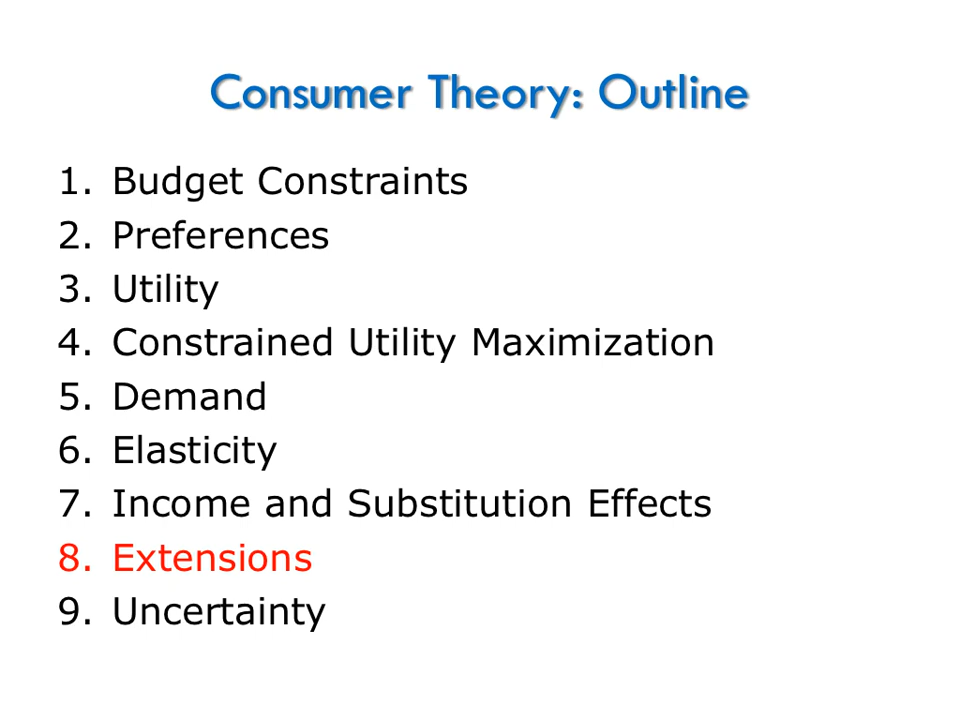 Consumer Theory: Outline
1. Budget Constraints
2. Preferences
3. Utility
4. Constrained Utility Maximization
5. Demand
6. Elasticity
7. Income and Substitution Effects
8. Extensions
9. Uncertainty